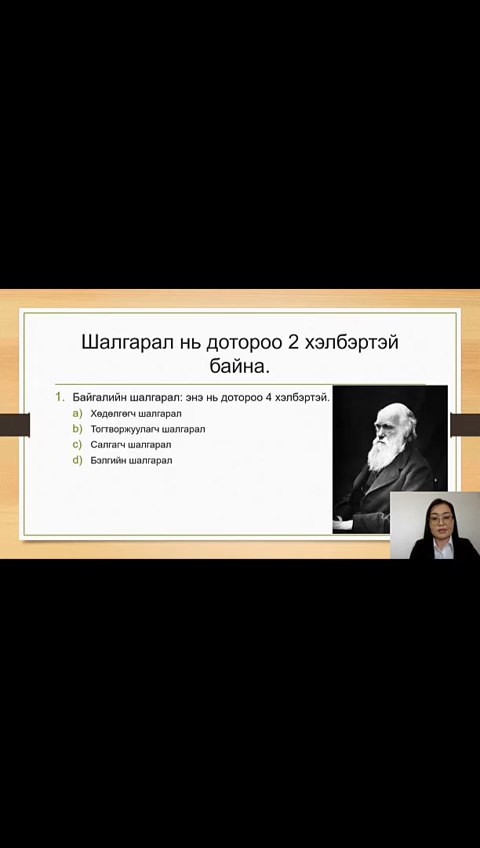 Шалгарал нь дотороо 2 хэлбэртэй
байна.
1. Байгалийн шалгарал: энэ нь дотороо 4 хэлбэртэй.
a) Хөдөлгөгч шалгарал
b) Тогтворжуулагч шалгарал
c) Салгагч шалгарал
d) Бэлгийн шалгарал